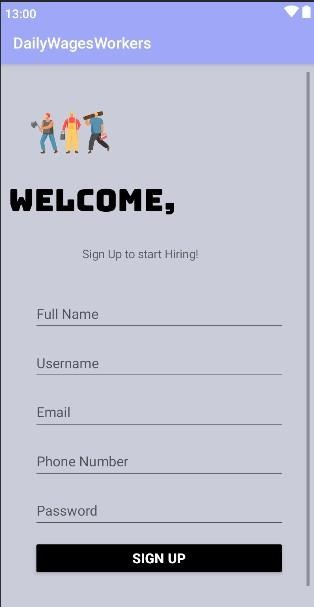 13:00
DailyWagesWorkers
WELCOME,
Sign Up to start Hiring!
Full Name
Username
Email
Phone Number
Password
SIGN UP